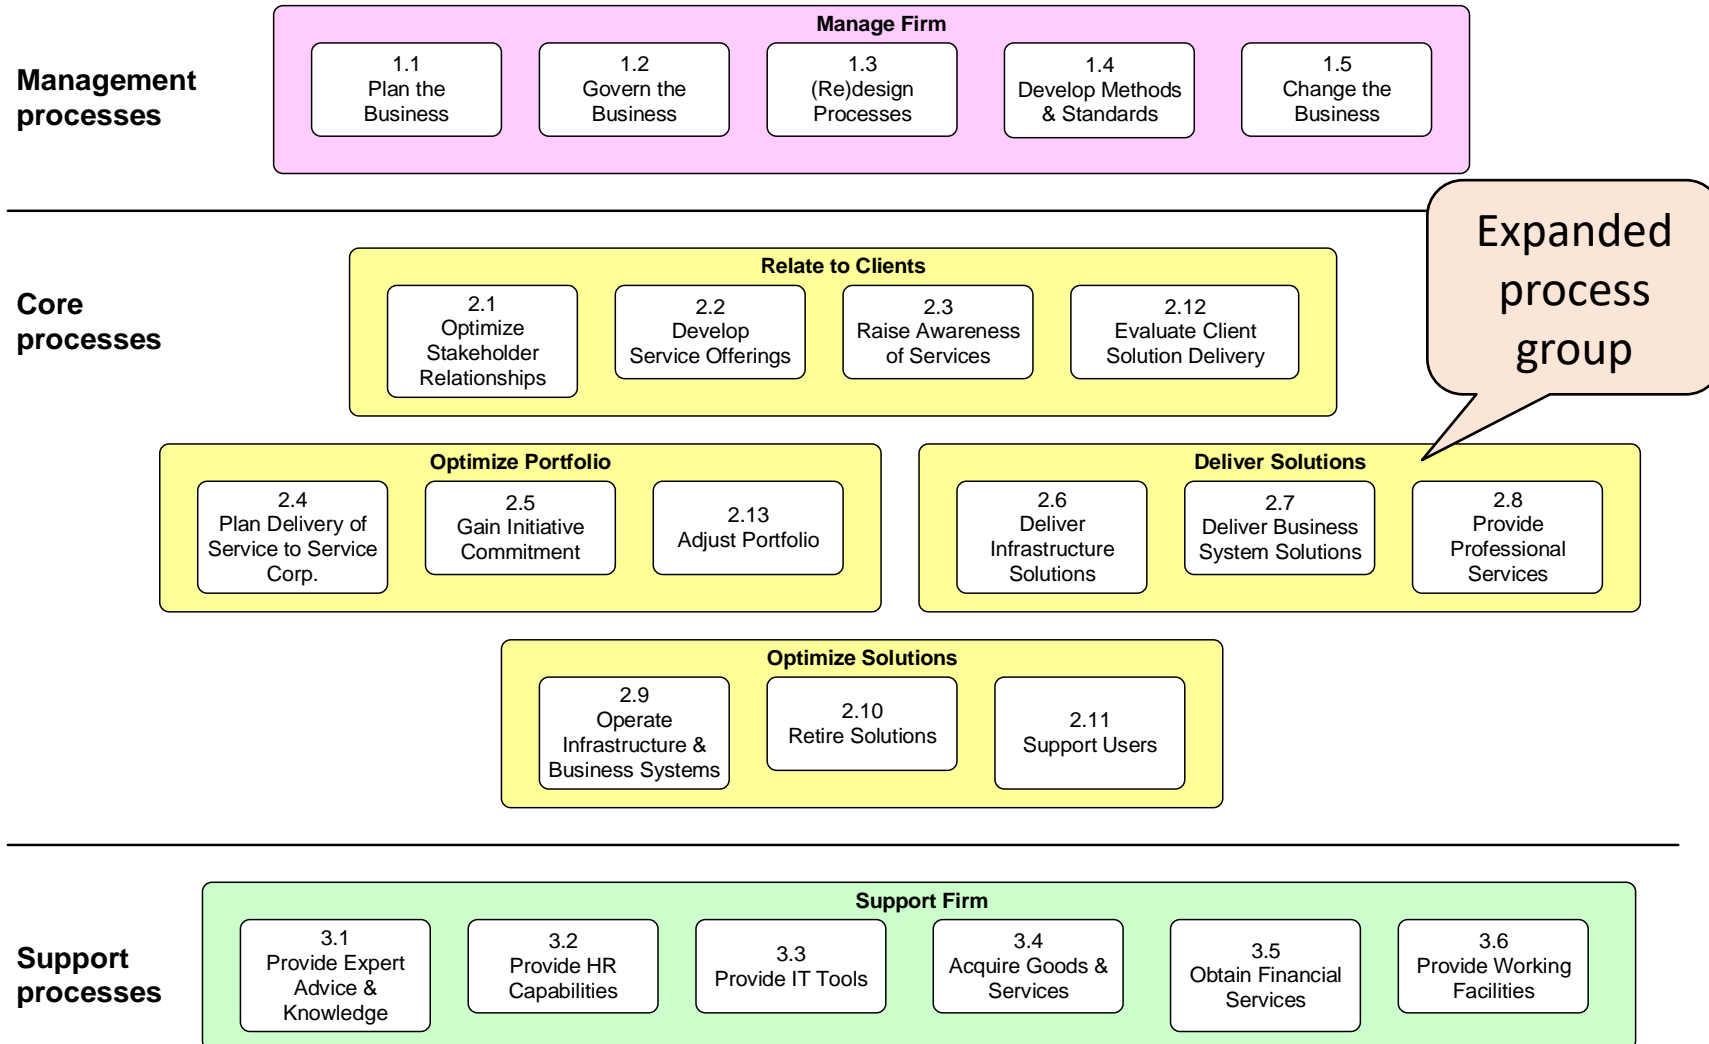 Manage Firm
Management
processes
1.1
Plan the
Business
1.2
Govern the
Business
1.3
(Re)design
Processes
1.4
Develop Methods
& Standards
1.5
Change the
Business
Expanded
process
group
Core
processes
Relate to Clients
2.1
Optimize
Stakeholder
Relationships
2.2
Develop
Service Offerings
2.3
Raise Awareness
of Services
2.12
Evaluate Client
Solution Delivery
Optimize Portfolio
2.4
Plan Delivery of
Service to Service
Corp.
2.5
Gain Initiative
Commitment
2.13
Adjust Portfolio
Deliver Solutions
2.6
Deliver
Infrastructure
Solutions
2.7
Deliver Business
System Solutions
2.8
Provide
Professional
Services
Optimize Solutions
2.9
Operate
Infrastructure &
Business Systems
2.10
Retire Solutions
2.11
Support Users
Support
processes
Support Firm
3.1
Provide Expert
Advice &
Knowledge
3.2
Provide HR
Capabilities
3.3
Provide IT Tools
3.4
Acquire Goods &
Services
3.5
Obtain Financial
Services
3.6
Provide Working
Facilities